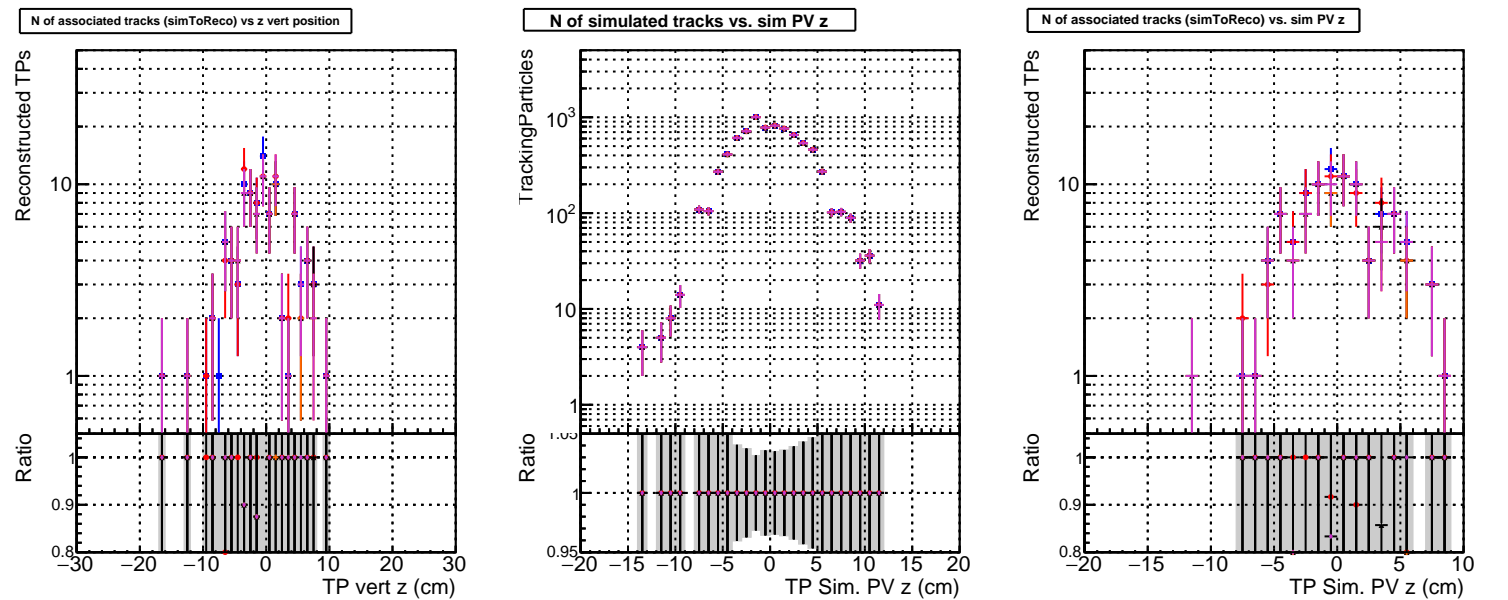 N of associated tracks (simToReco) vs z vert position
Reconstructed TPs
10
1
Ratio
1
0.9
0.8
−30 −20 −10 0 10 20 30
TP vert z (cm)
N of simulated tracks vs. sim PV z
TrackingParticles
10³
10²
10
1
Ratio
1.05
1
0.95
−20 −15 −10 −5 0 5 10 15 20
TP Sim. PV z (cm)
N of associated tracks (simToReco) vs. sim PV z
Reconstructed TPs
10
1
Ratio
1
0.9
0.8
−20 −15 −10 −5 0 5 10
TP Sim. PV z (cm)